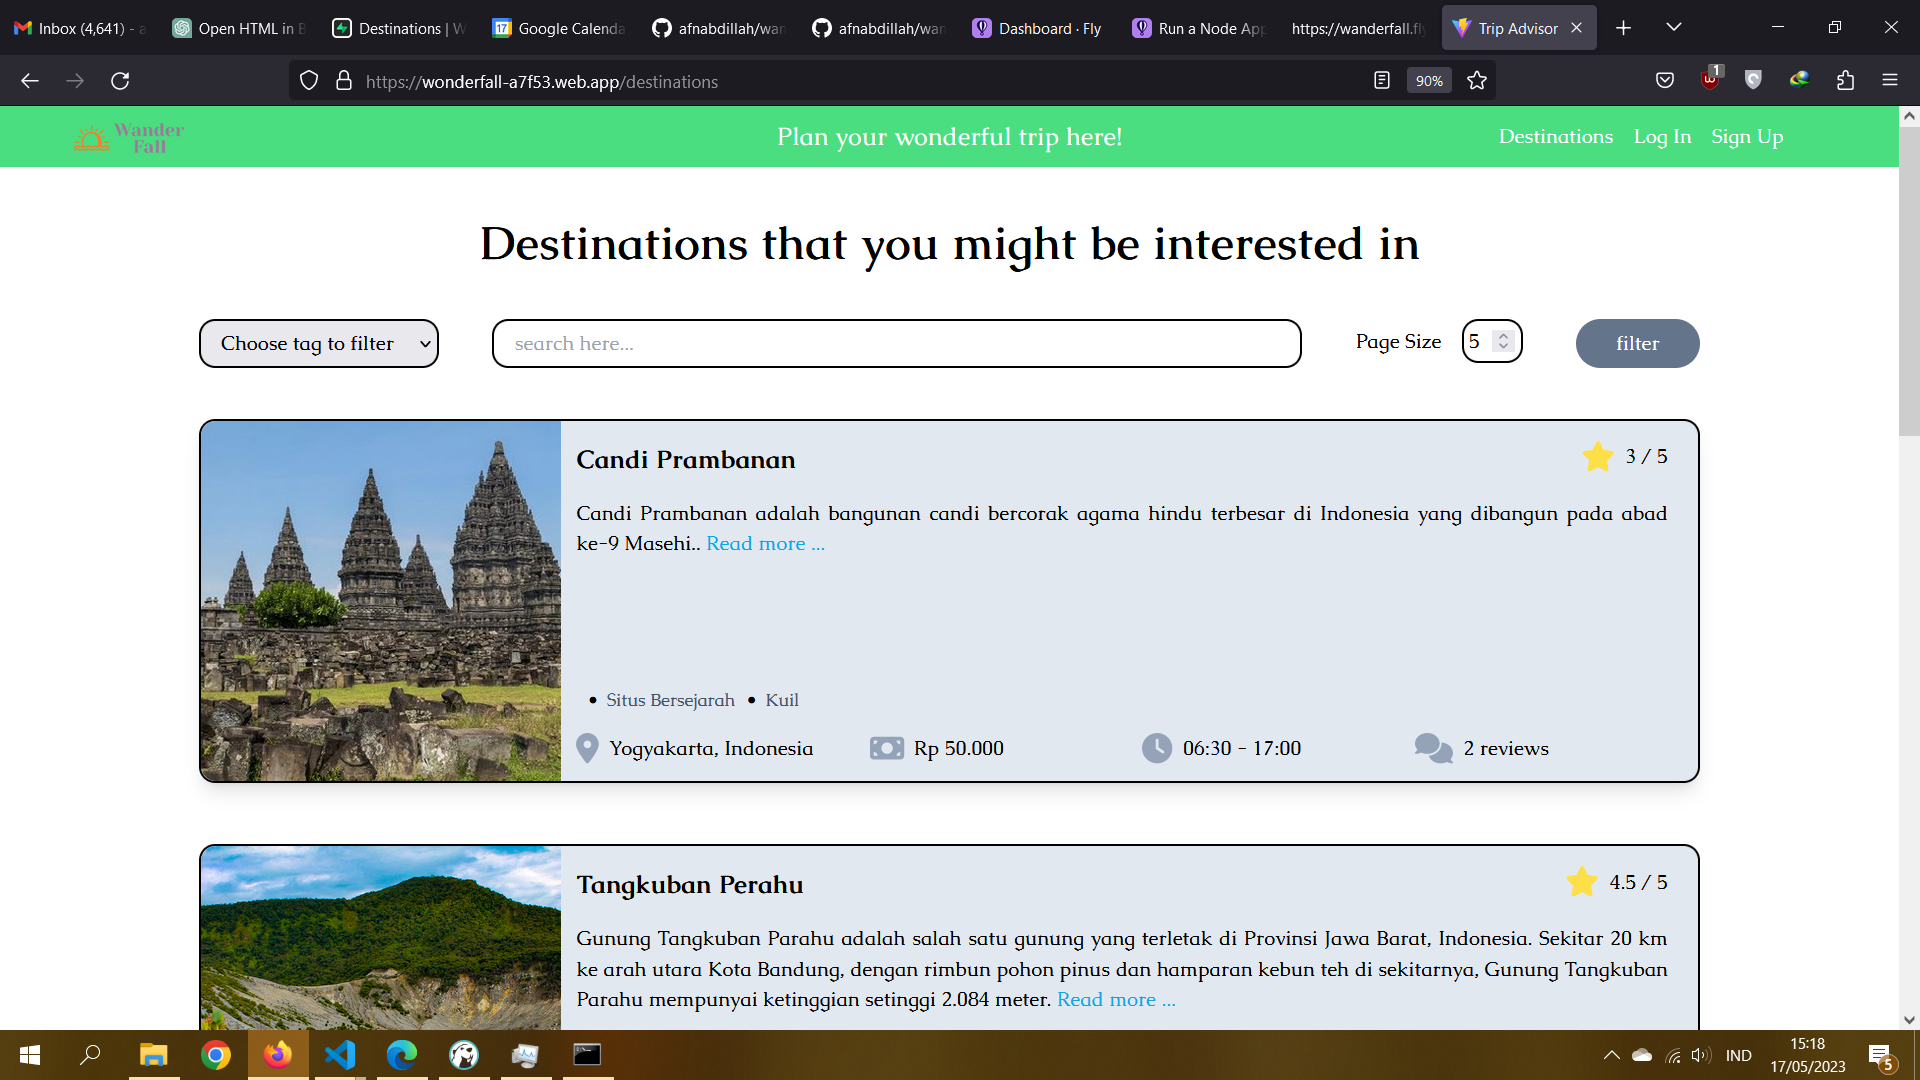 Inbox (4,641) - a
Open HTML in B
Destinations | W
Google Calenda
afnabdillah/wan
afnabdillah/wan
Dashboard · Fly
Run a Node App
https://wanderfall.fly
Trip Advisor
https://wonderfall-a7f53.web.app/destinations
90%
1
Wander
Fall
Plan your wonderful trip here!
Destinations
Log In
Sign Up
Destinations that you might be interested in
Choose tag to filter
search here...
Page Size
5
filter
Candi Prambanan
3 / 5
Candi Prambanan adalah bangunan candi bercorak agama hindu terbesar di Indonesia yang dibangun pada abad
ke-9 Masehi.. Read more ...
• Situs Bersejarah • Kuil
Yogyakarta, Indonesia
Rp 50.000
06:30 - 17:00
2 reviews
Tangkuban Perahu
4.5 / 5
Gunung Tangkuban Parahu adalah salah satu gunung yang terletak di Provinsi Jawa Barat, Indonesia. Sekitar 20 km
ke arah utara Kota Bandung, dengan rimbun pohon pinus dan hamparan kebun teh di sekitarnya, Gunung Tangkuban
Parahu mempunyai ketinggian setinggi 2.084 meter. Read more ...
IND
15:18
17/05/2023
5